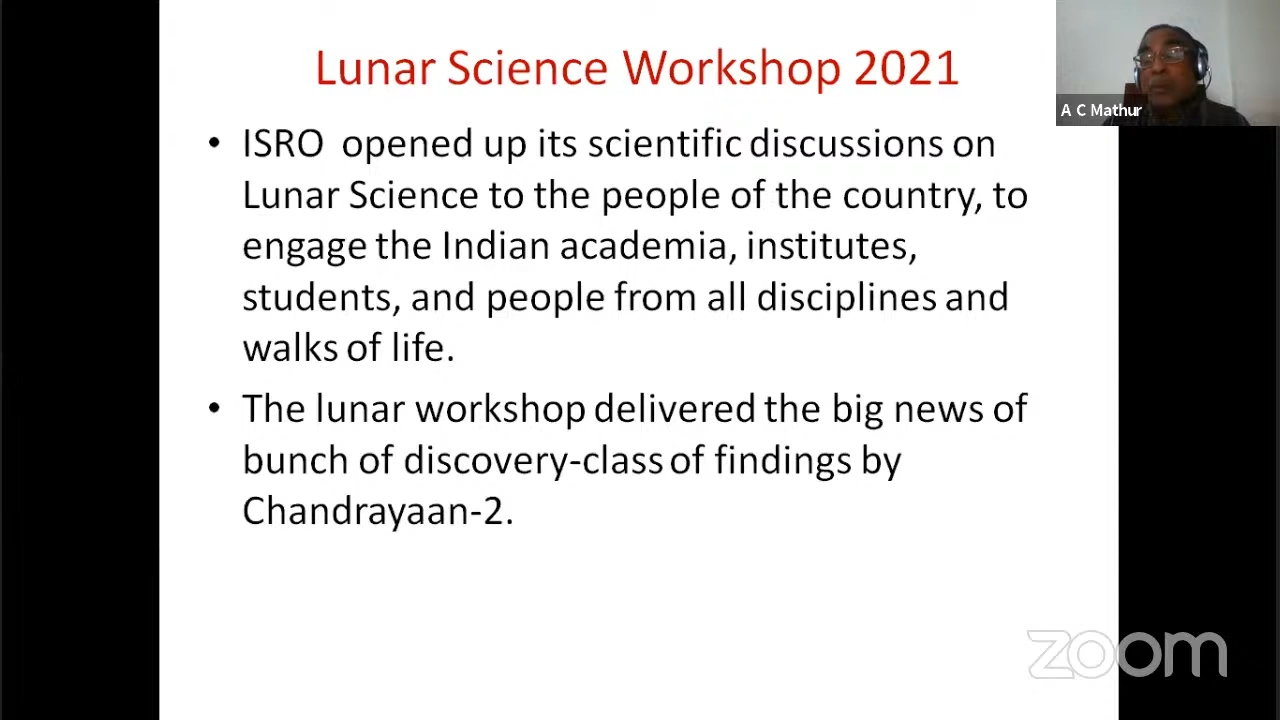 Lunar Science Workshop 2021
A C Mathur
• ISRO opened up its scientific discussions on
Lunar Science to the people of the country, to
engage the Indian academia, institutes,
students, and people from all disciplines and
walks of life.
• The lunar workshop delivered the big news of
bunch of discovery-class of findings by
Chandrayaan-2.
zoom